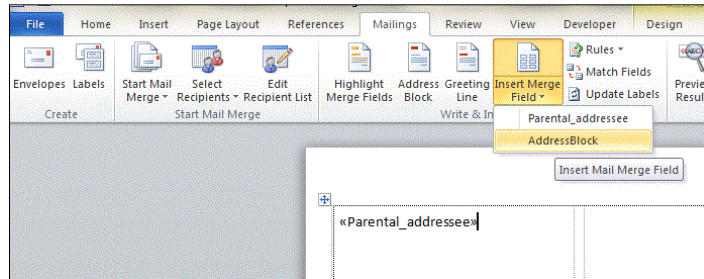 File Home Insert Page Layout References Mailings Review View Developer Design
Envelopes Labels Start Mail Merge Select Recipients Edit Recipient List Highlight Merge Fields Address Block Greeting Line Insert Merge Field Rules
Match Fields
Update Labels
Create Start Mail Merge Write &
Parental_addressee
AddressBlock
Insert Mail Merge Field
«Parental_addressee»